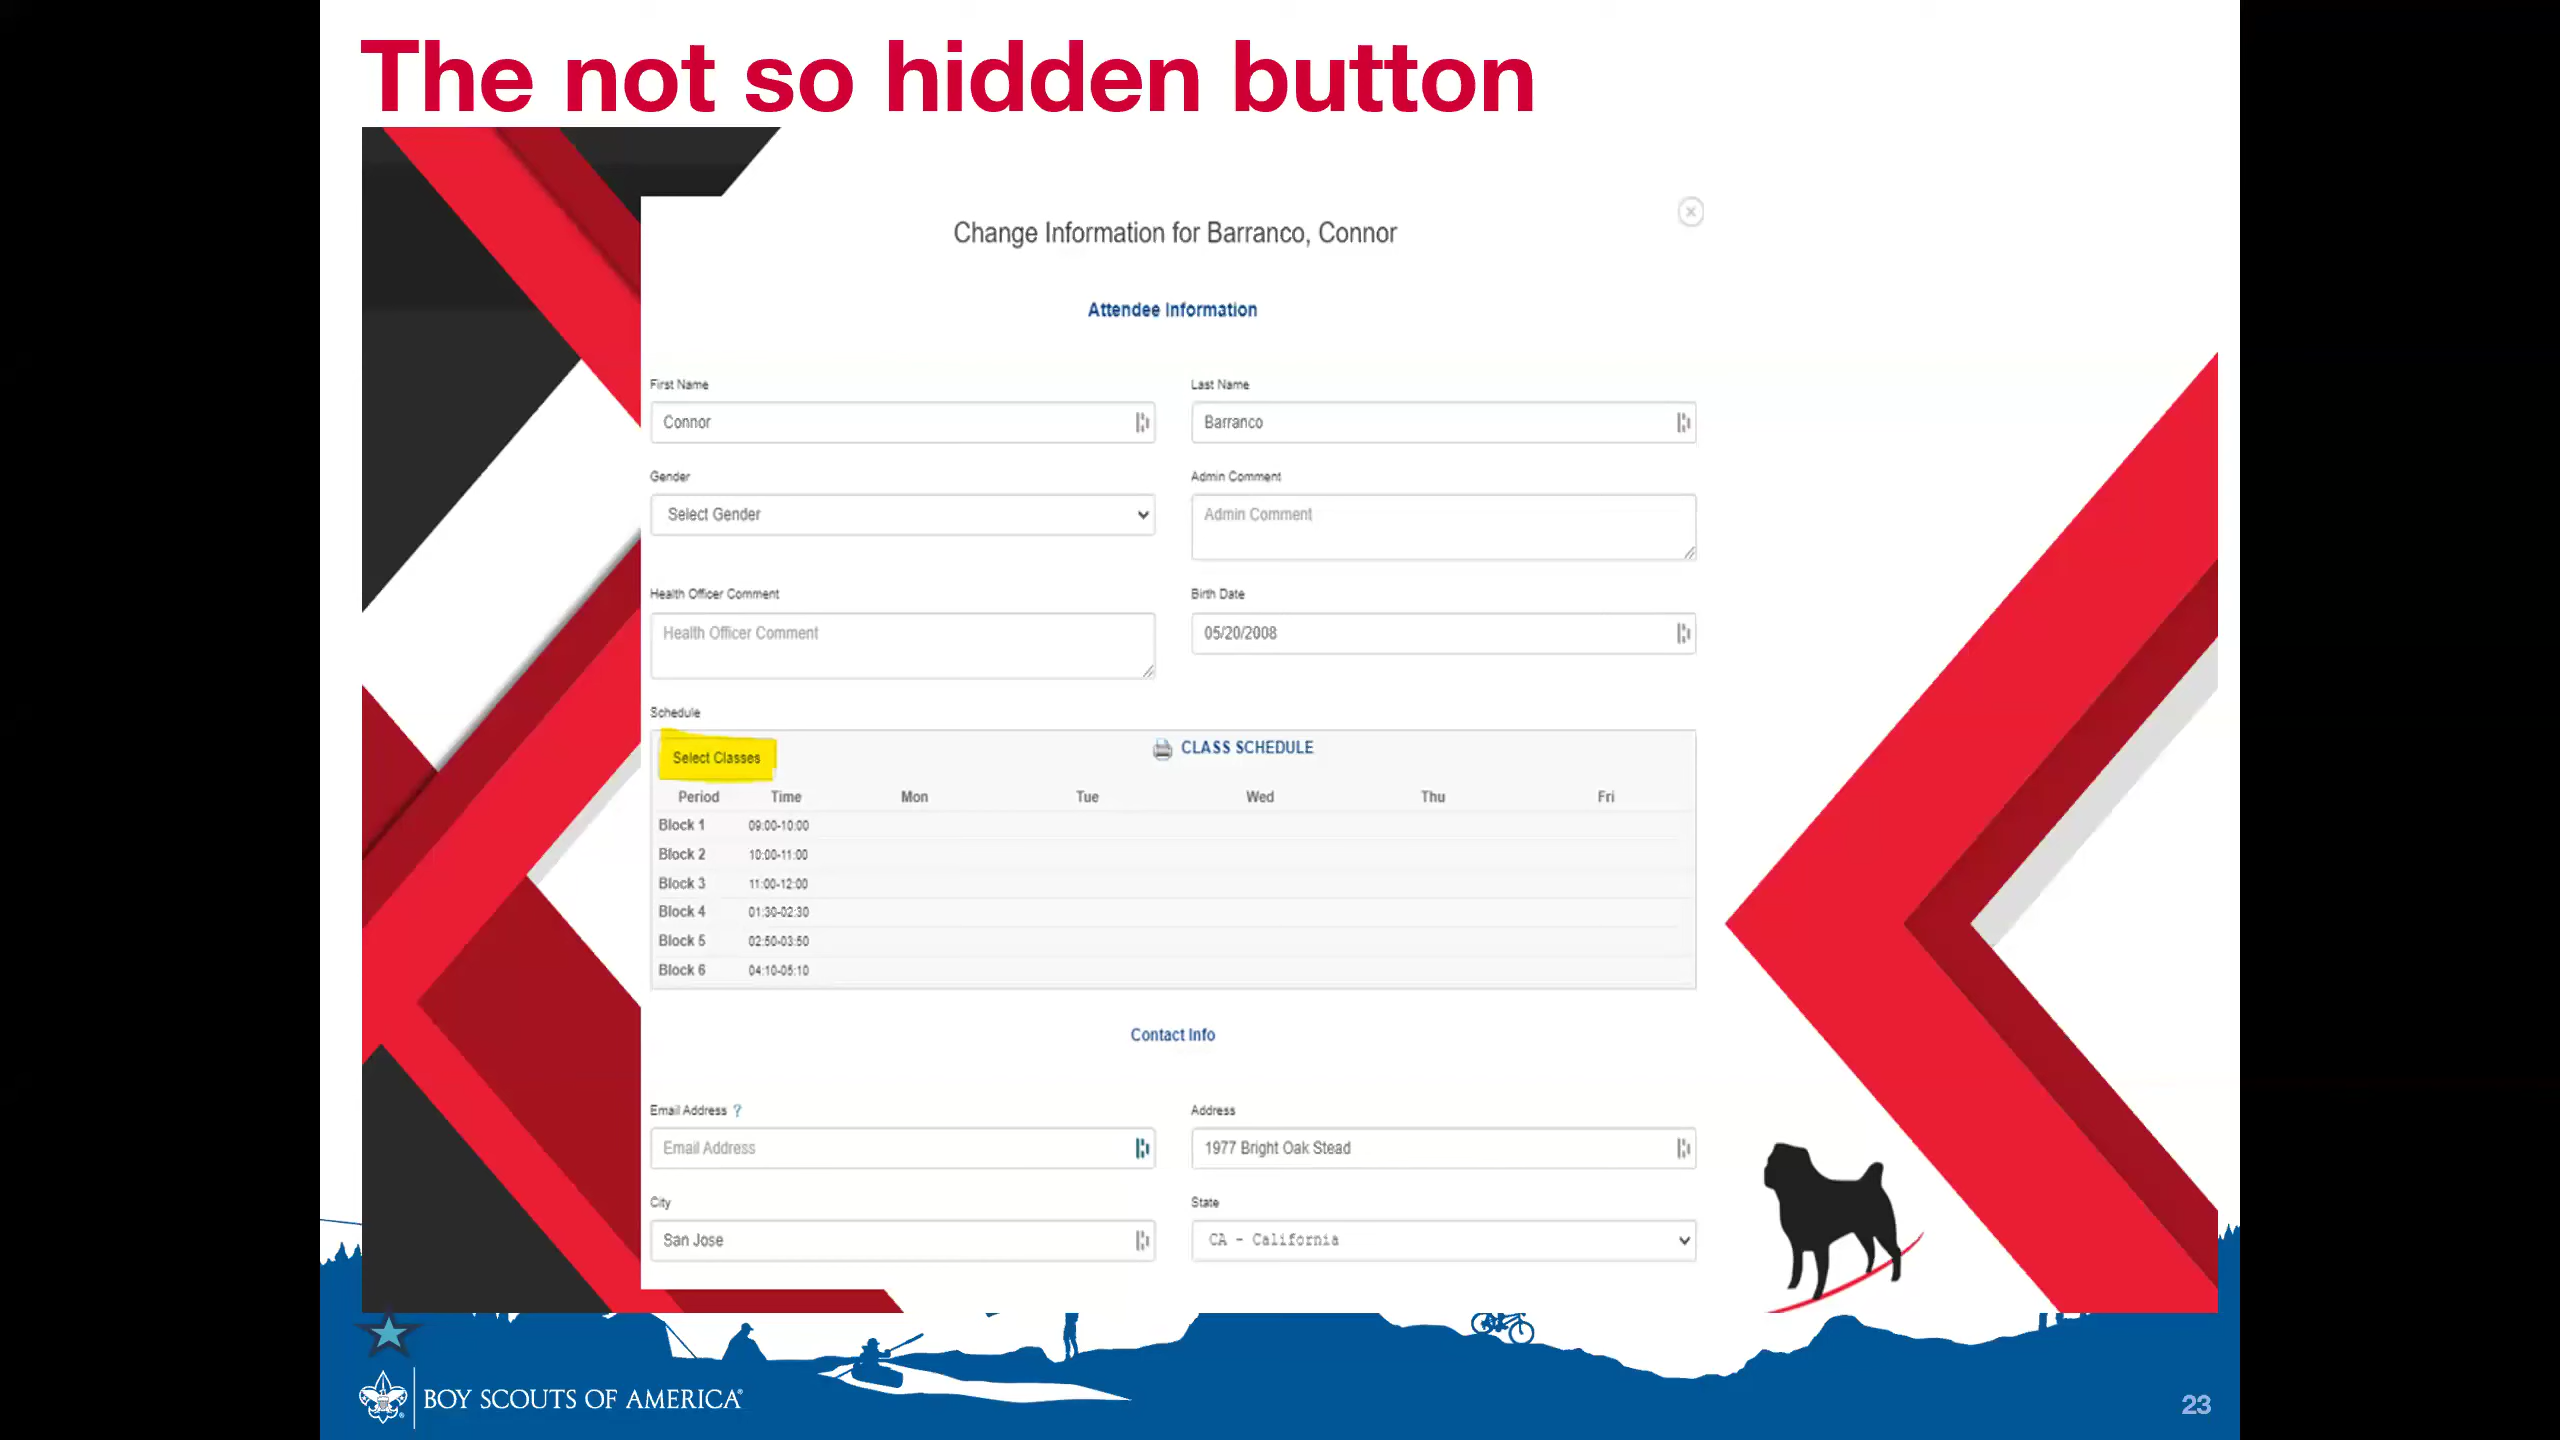 The not so hidden button
Change Information for Barranco, Connor
Attendee Information
First Name
Last Name
Connor
Barranco
Gender
Admin Comment
Select Gender
Admin Comment
Health Officer Comment
Birth Date
Health Officer Comment
05/20/2008
Schedule
Select Classes
CLASS SCHEDULE
Period Time Mon Tue Wed Thu Fri
Block 1 09:00-10:00
Block 2 10:00-11:00
Block 3 11:00-12:00
Block 4 01:30-02:30
Block 5 02:50-03:50
Block 6 04:10-05:10
Contact Info
Email Address ?
Address
Email Address
1977 Bright Oak Stead
City
State
San Jose
CA - California
BOY SCOUTS OF AMERICA®
23